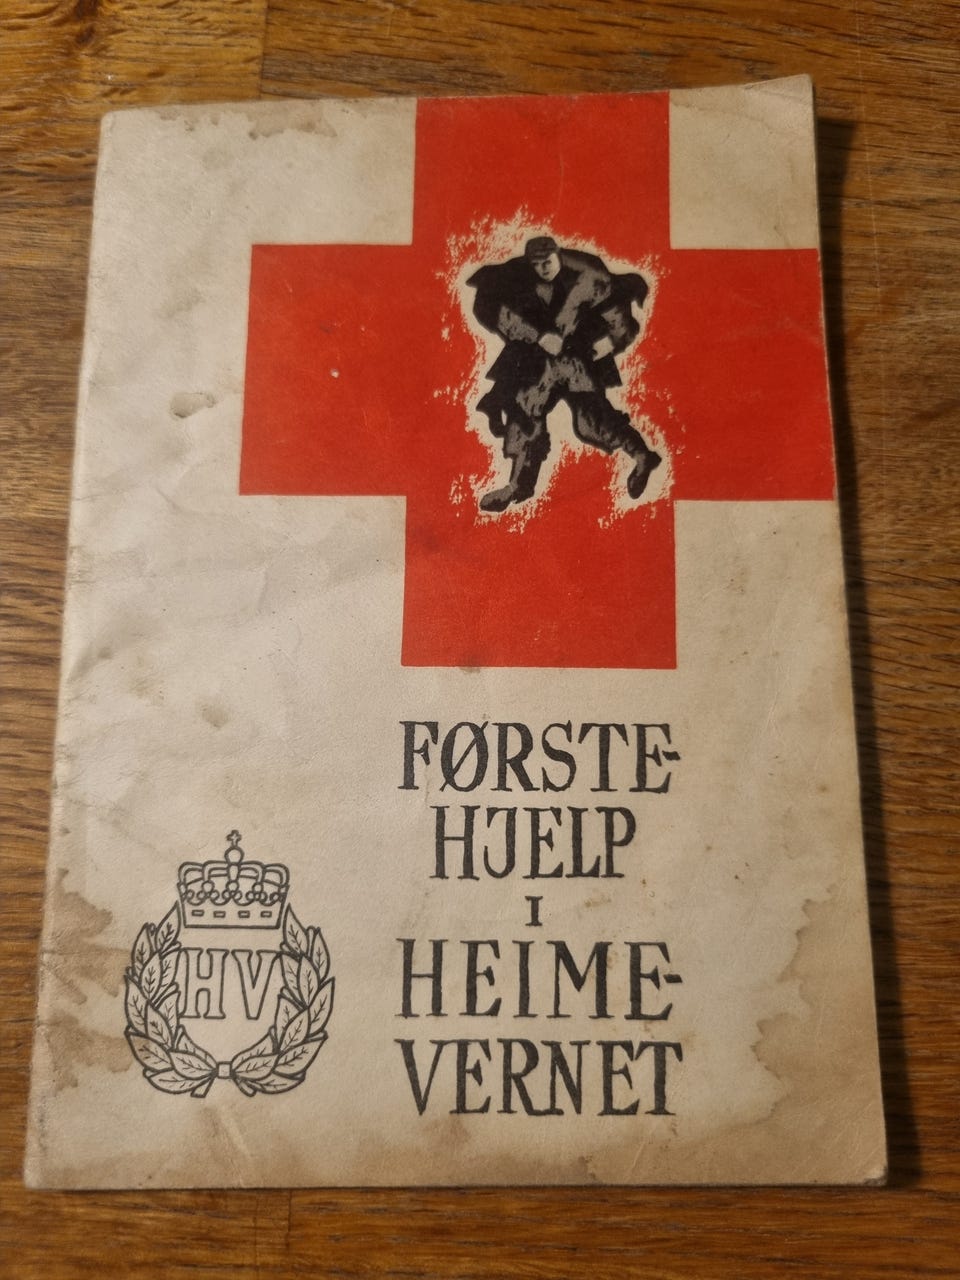 FØRSTE-
HJELP
I
HEIME-
VERNET
HV